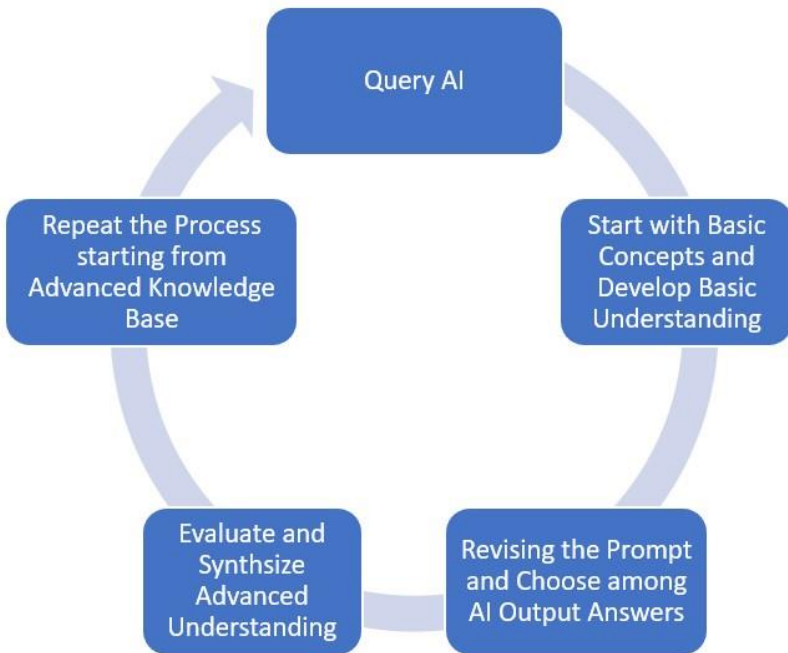 Query AI
Start with Basic
Concepts and
Develop Basic
Understanding
Revising the Prompt
and Choose among
AI Output Answers
Evaluate and
Synthsize
Advanced
Understanding
Repeat the Process
starting from
Advanced Knowledge
Base